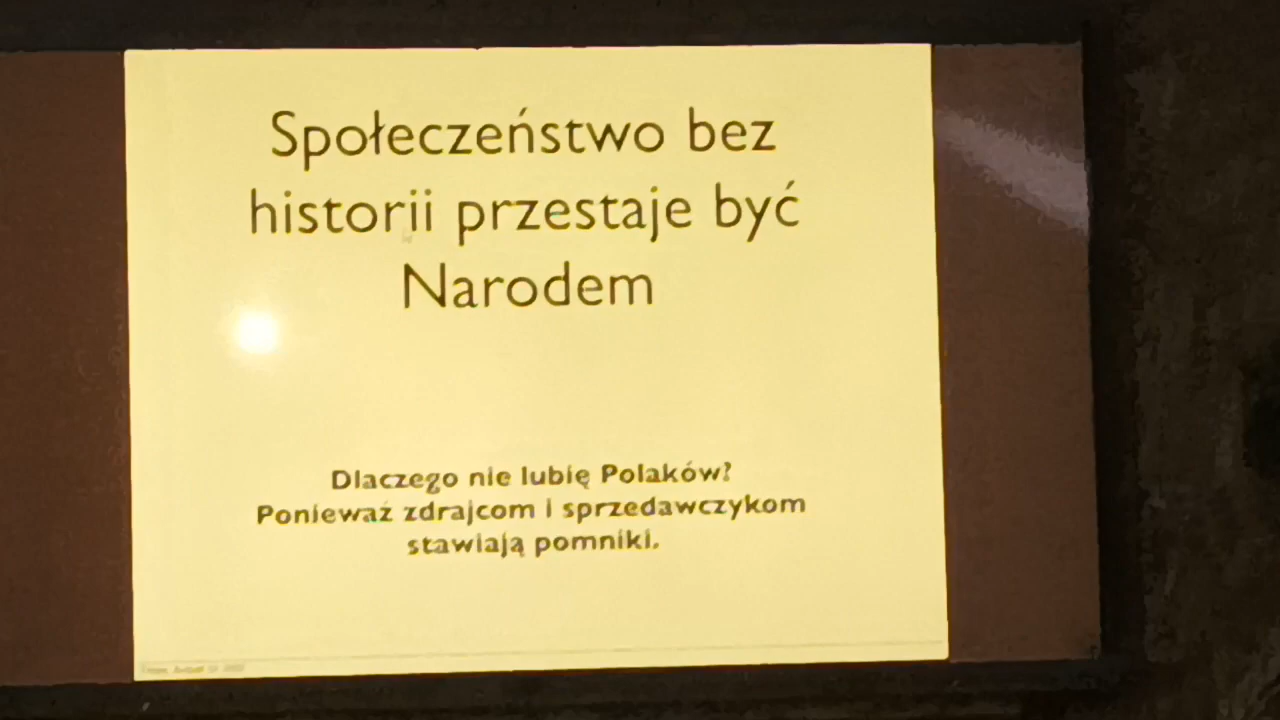 Społeczeństwo bez
historii przestaje być
Narodem
Dlaczego nie lubię Polaków?
Ponieważ zdrajcom i sprzedawczykom
stawiają pomniki.